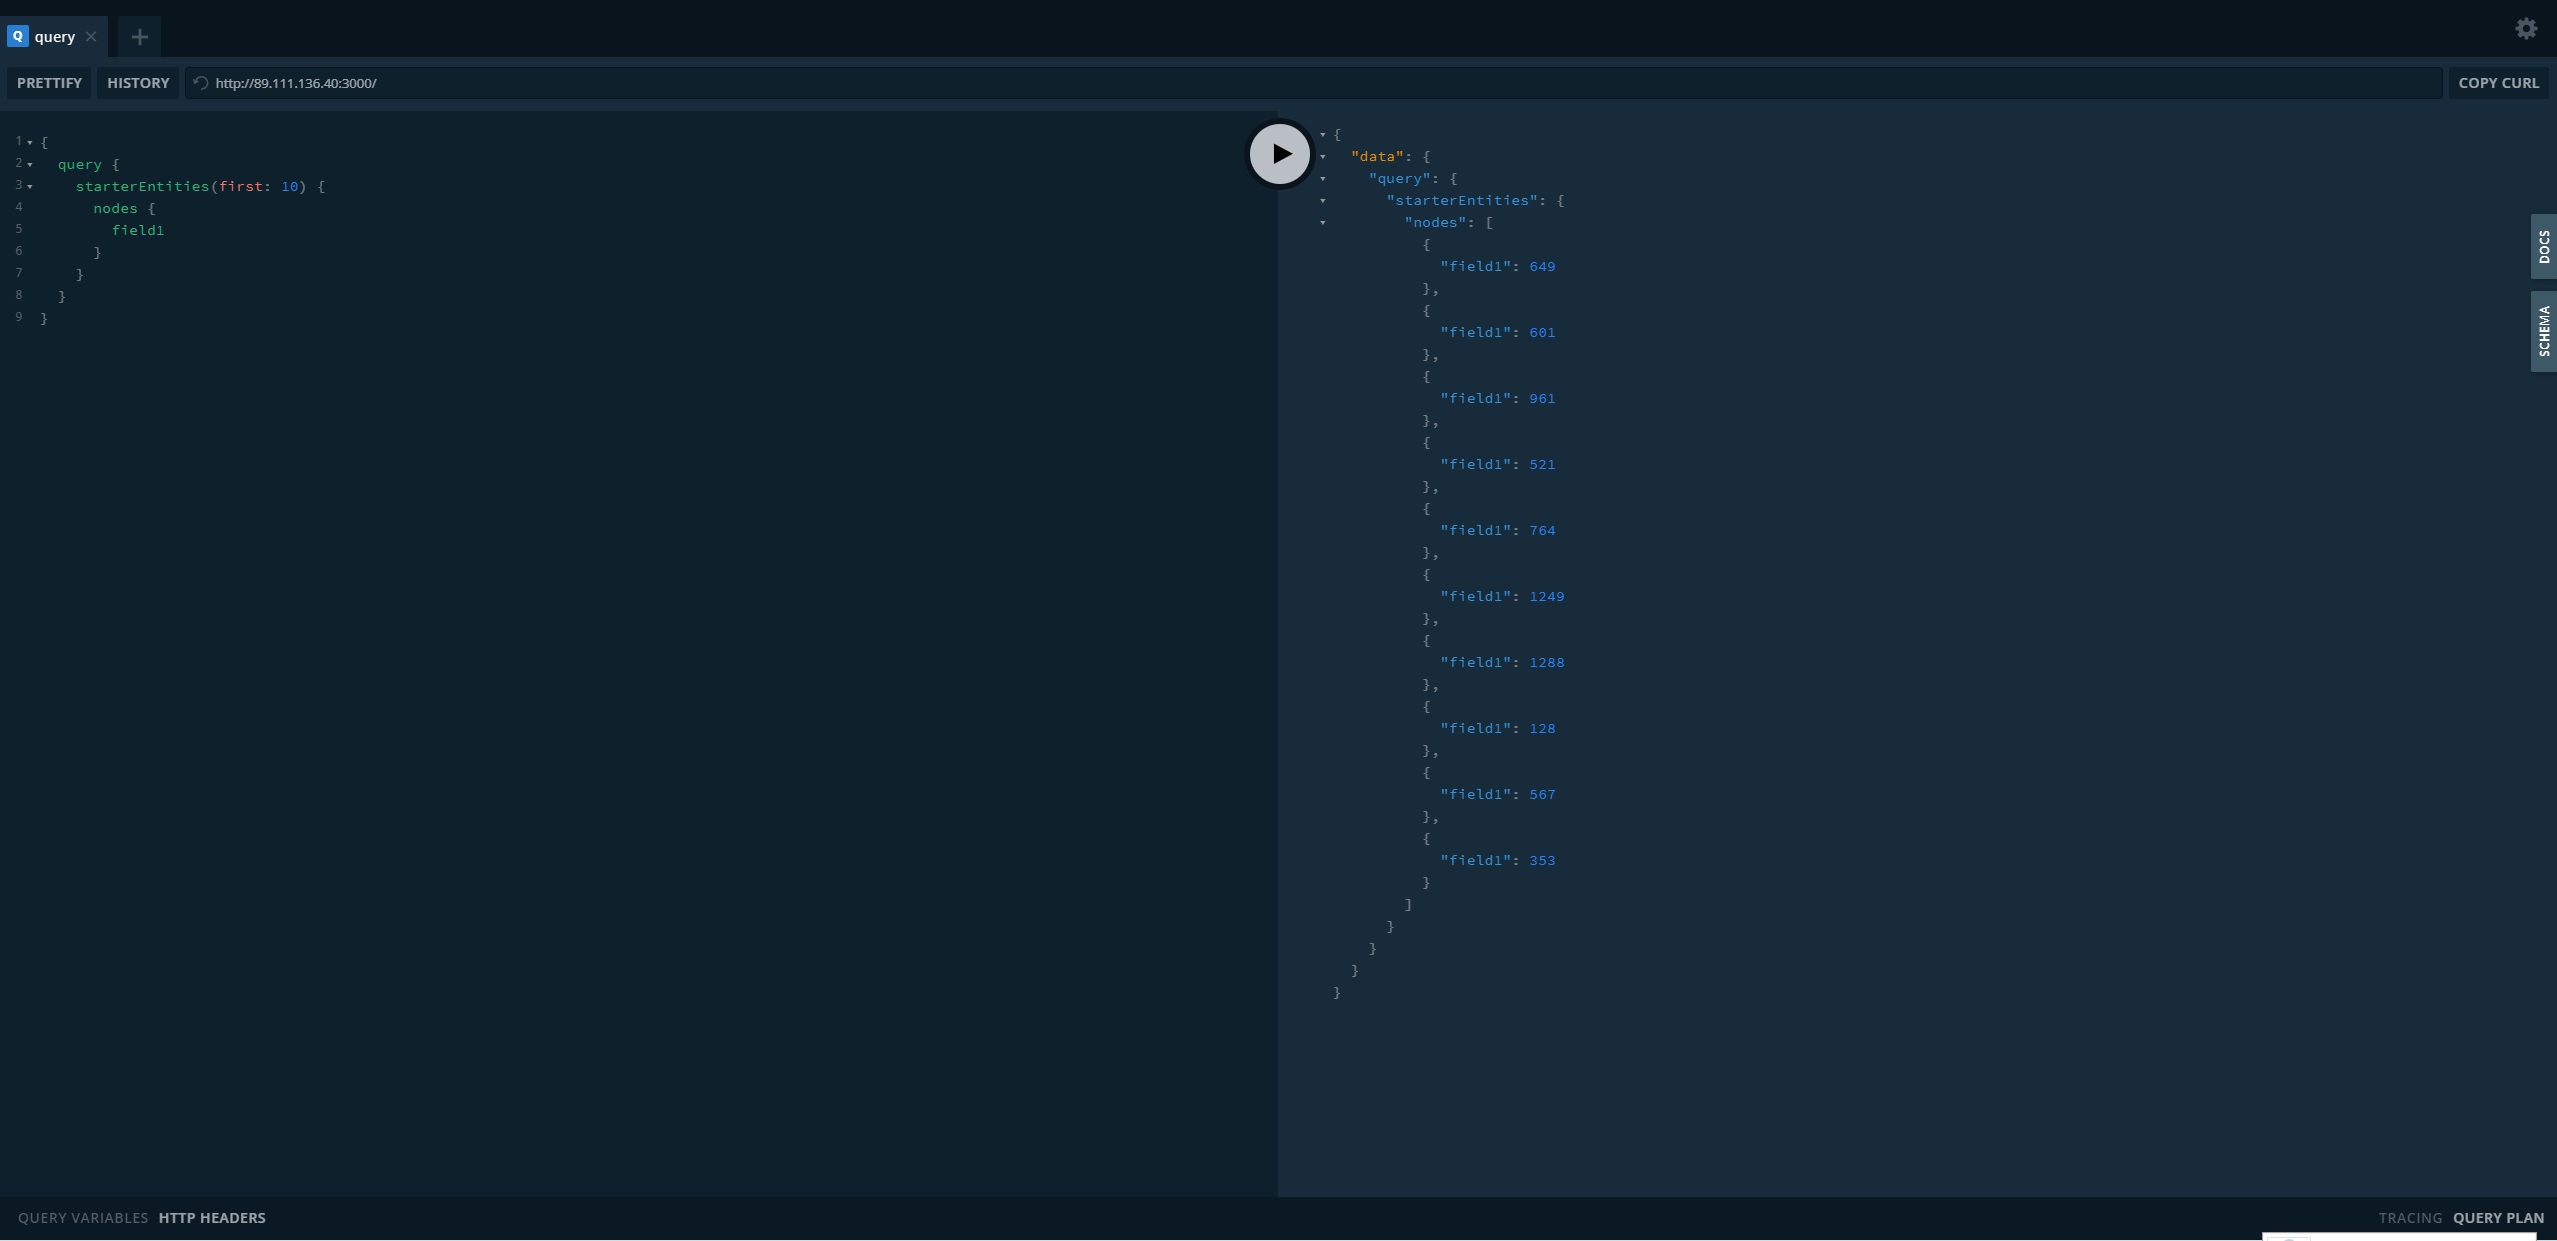 Q query
PRETTIFY HISTORY http://89.111.136.40:3000/ COPY CURL
1 {
2 query {
3 starterEntities(first: 10) {
4 nodes {
5 field1
6 }
7 }
8 }
9 }
{
"data": {
"query": {
"starterEntities": {
"nodes": [
{
"field1": 649
},
{
"field1": 601
},
{
"field1": 961
},
{
"field1": 521
},
{
"field1": 764
},
{
"field1": 1249
},
{
"field1": 1288
},
{
"field1": 128
},
{
"field1": 567
},
{
"field1": 353
}
]
}
}
}
}
DOCS
SCHEMA
QUERY VARIABLES HTTP HEADERS
TRACING QUERY PLAN